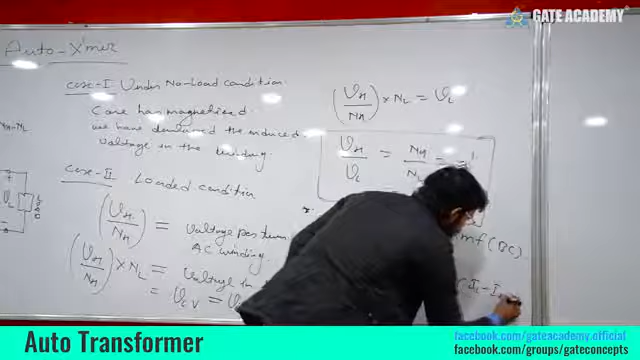 GATE ACADEMY
Auto-X'mer
Case-I Under No-Load condition
Core has magnetised.
we have developed the induced
voltage in the winding.
Case-II Loaded condition
(V_H/N_H) = Voltage per turn
AC winding.
(V_H/N_H) × N_L = Voltage in
= V_L
(V_H/N_H) × N_L = V_L
V_H/V_L = N_H/N_L =
mmf (BC).
Auto Transformer
facebook.com/gateacademy.official
facebook.com/groups/gateconcepts